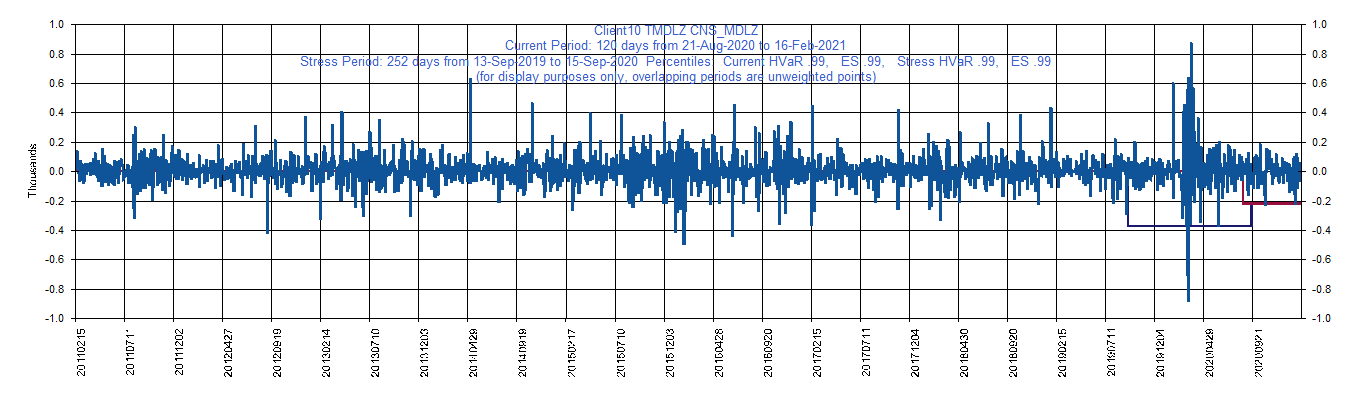 Client10 TMDLZ CNS_MDLZ
Current Period: 120 days from 21-Aug-2020 to 16-Feb-2021
Stress Period: 252 days from 13-Sep-2019 to 15-Sep-2020 Percentiles: Current HVaR .99, ES .99, Stress HVaR .99, ES .99
(for display purposes only, overlapping periods are unweighted points)
1.0 1.0
0.8 0.8
0.6 0.6
0.4 0.4
0.2 0.2
0.0 0.0
-0.2 -0.2
-0.4 -0.4
-0.6 -0.6
-0.8 -0.8
-1.0 -1.0
Thousands
20110215 20110711 20111202 20120427 20120919 20130214 20130710 20131203 20140429 20140919 20150217 20150710 20151203 20160428 20160920 20170215 20170711 20171204 20180430 20180920 20190215 20190711 20191204 20200429 20200921